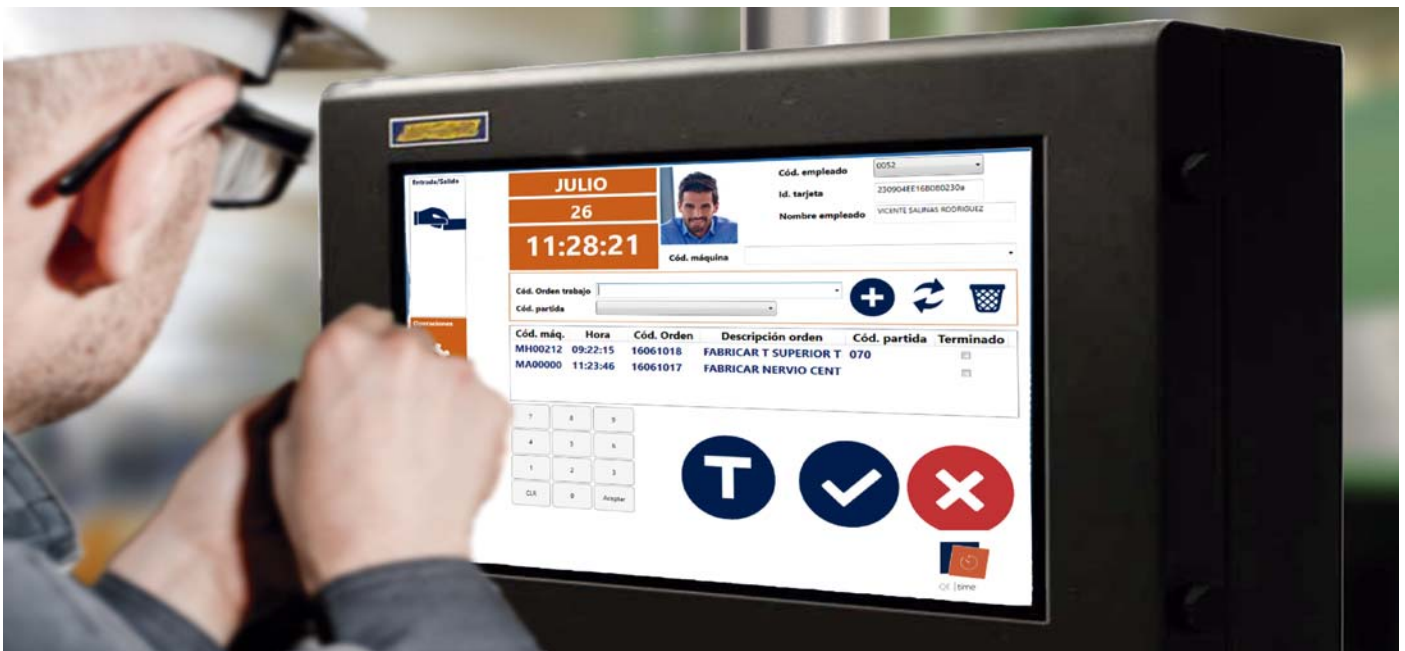 Entrada/Salida
JULIO
26
11:28:21
Cód. empleado
0052
Id. tarjeta
230904EE16B0B0230a
Nombre empleado
VICENTE SALINAS RODRIGUEZ
Cód. máquina
Cód. Orden trabajo
Cód. partida
Operaciones
Cód. máq. Hora Cód. Orden Descripción orden Cód. partida Terminado
MH00212 09:22:15 16061018 FABRICAR T SUPERIOR T 070
MA00000 11:23:46 16061017 FABRICAR NERVIO CENT
7 8 9
4 5 6
1 2 3
CLR 0 Aceptar
T
time